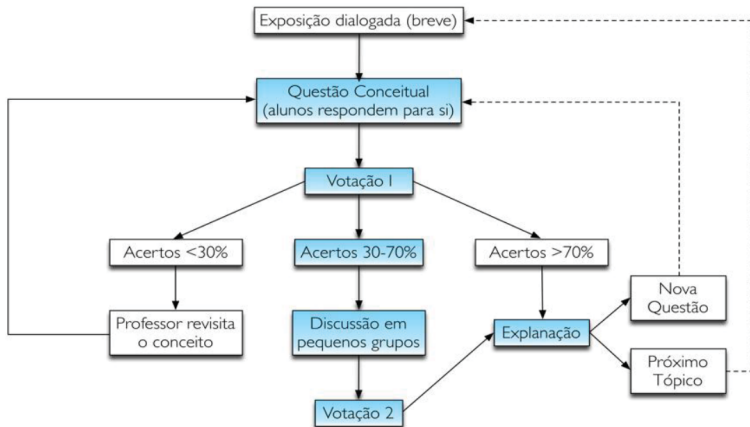 Exposição dialogada (breve)
Questão Conceitual
(alunos respondem para si)
Votação I
Acertos <30%
Acertos 30-70%
Acertos >70%
Professor revisita
o conceito
Discussão em
pequenos grupos
Explanação
Nova
Questão
Próximo
Tópico
Votação 2